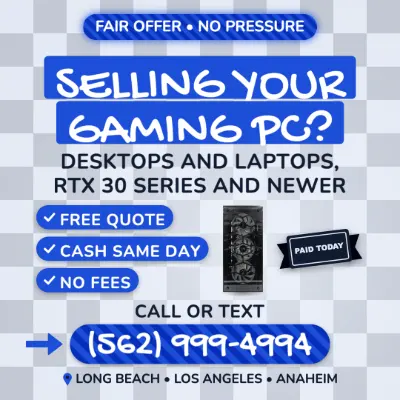 FAIR OFFER • NO PRESSURE
SELLING YOUR
GAMING PC?
DESKTOPS AND LAPTOPS,
RTX 30 SERIES AND NEWER
FREE QUOTE
CASH SAME DAY
NO FEES
PAID TODAY
CALL OR TEXT
(562) 999-4994
LONG BEACH • LOS ANGELES • ANAHEIM